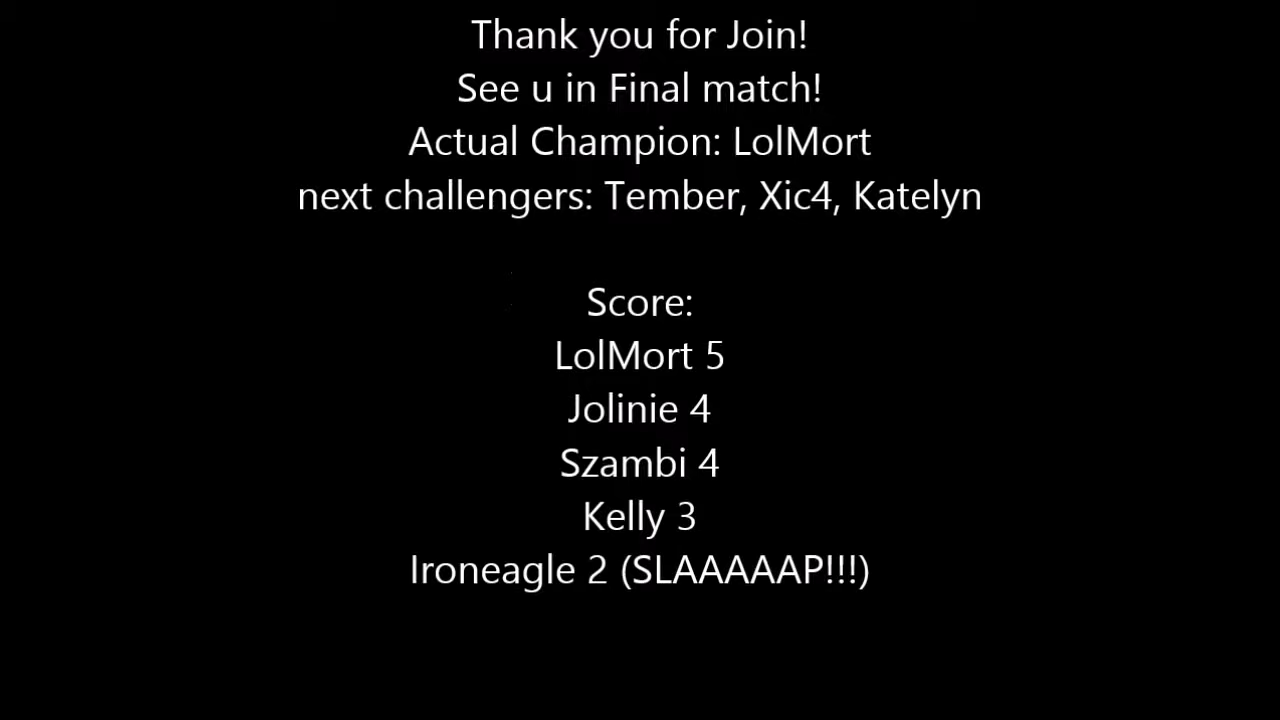 Thank you for Join!
See u in Final match!
Actual Champion: LolMort
next challengers: Tember, Xic4, Katelyn
Score:
LolMort 5
Jolinie 4
Szambi 4
Kelly 3
Ironeagle 2 (SLAAAAAP!!!)